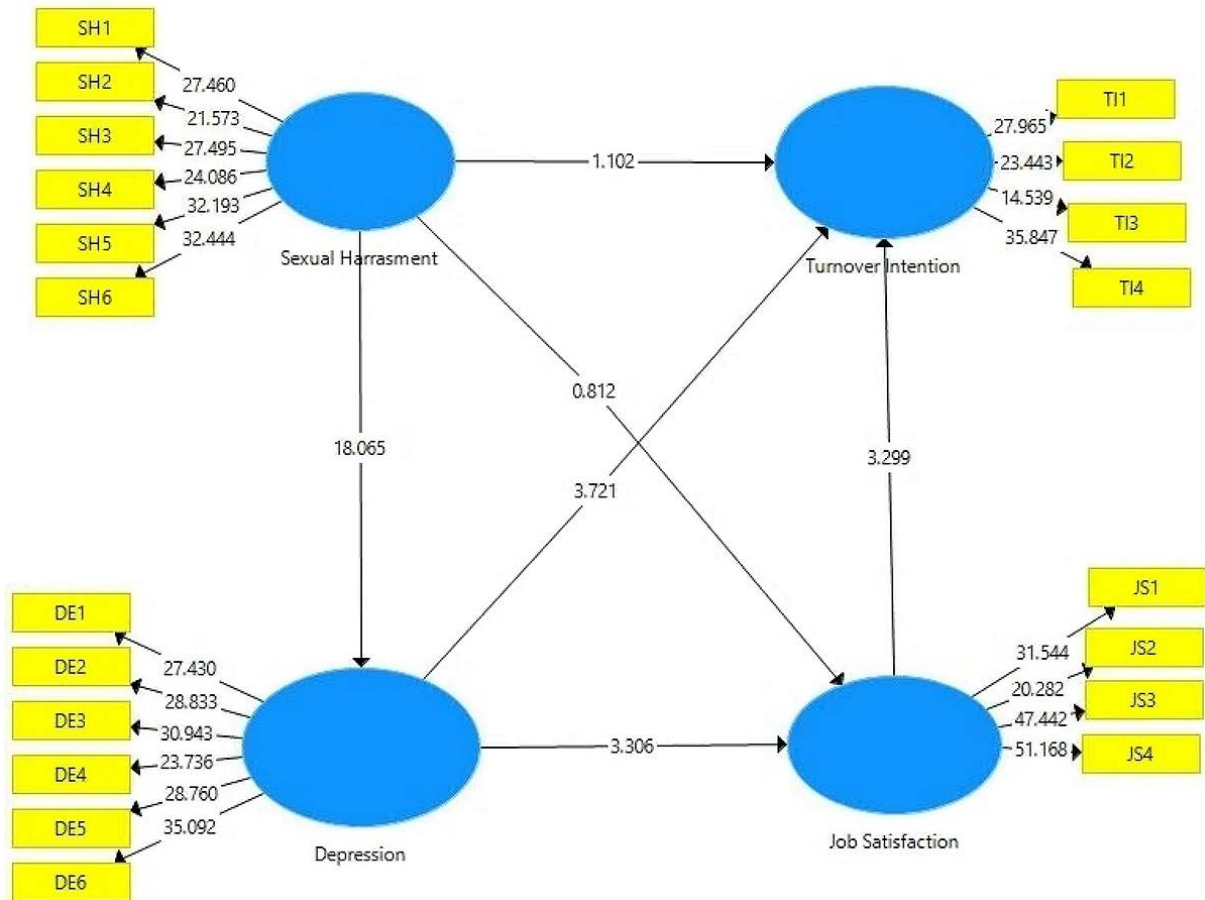 SH1
27.460
SH2
21.573
SH3
27.495
SH4
24.086
SH5
32.193
SH6
32.444
Sexual Harrasment
1.102
TI1
27.965
TI2
23.443
TI3
14.539
TI4
35.847
Turnover Intention
0.812
18.065
3.721
3.299
DE1
27.430
DE2
28.833
DE3
30.943
DE4
23.736
DE5
28.760
DE6
35.092
Depression
3.306
JS1
31.544
JS2
20.282
JS3
47.442
JS4
51.168
Job Satisfaction